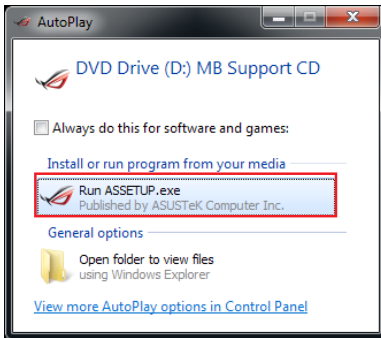 AutoPlay
DVD Drive (D:) MB Support CD
Always do this for software and games:
Install or run program from your media
Run ASSETUP.exe
Published by ASUSTeK Computer Inc.
General options
Open folder to view files
using Windows Explorer
View more AutoPlay options in Control Panel